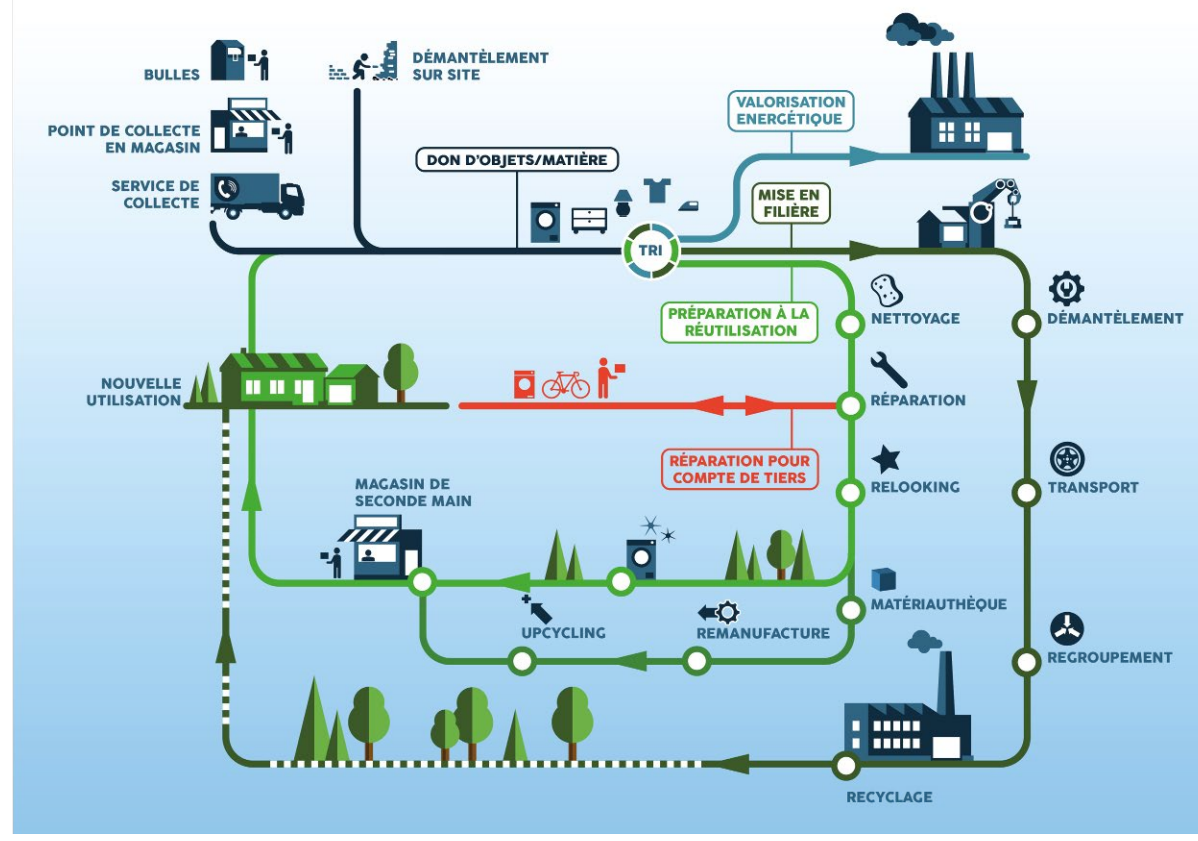 BULLES
DÉMANTÈLEMENT
SUR SITE
POINT DE COLLECTE
EN MAGASIN
SERVICE DE
COLLECTE
DON D'OBJETS/MATIÈRE
VALORISATION
ENERGÉTIQUE
MISE EN
FILIÈRE
TRI
PRÉPARATION À LA
RÉUTILISATION
NETTOYAGE
DÉMANTÈLEMENT
NOUVELLE
UTILISATION
RÉPARATION
RÉPARATION POUR
COMPTE DE TIERS
MAGASIN DE
SECONDE MAIN
RELOOKING
TRANSPORT
MATÉRIAUTHÈQUE
UPCYCLING
REMANUFACTURE
REGROUPEMENT
RECYCLAGE